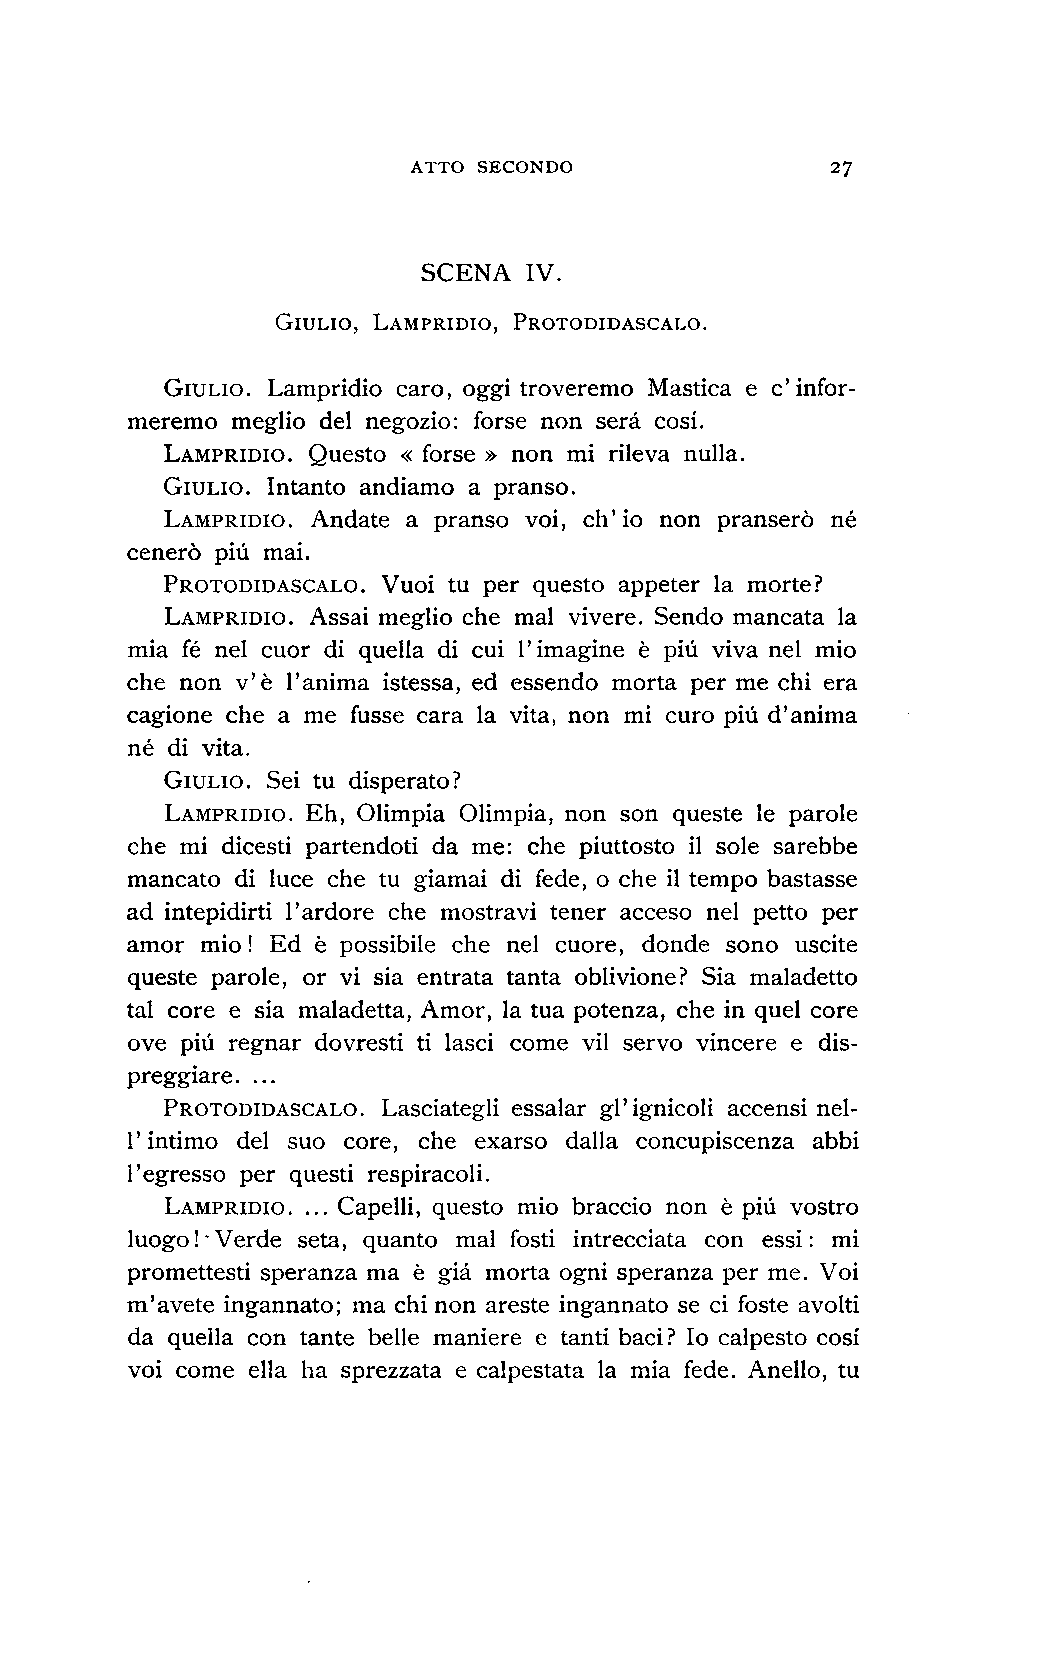 ATTO SECONDO 27
SCENA IV.
GIULIO, LAMPRIDIO, PROTODIDASCALO.
GIULIO. Lampridio caro, oggi troveremo Mastica e c' infor-
meremo meglio del negozio: forse non será cosí.
LAMPRIDIO. Questo « forse » non mi rileva nulla.
GIULIO. Intanto andiamo a pranso.
LAMPRIDIO. Andate a pranso voi, ch' io non pranserò né
cenerò piú mai.
PROTODIDASCALO. Vuoi tu per questo appeter la morte?
LAMPRIDIO. Assai meglio che mal vivere. Sendo mancata la
mia fé nel cuor di quella di cui l' imagine è piú viva nel mio
che non v' è l'anima istessa, ed essendo morta per me chi era
cagione che a me fusse cara la vita, non mi curo piú d'anima
né di vita.
GIULIO. Sei tu disperato?
LAMPRIDIO. Eh, Olimpia Olimpia, non son queste le parole
che mi dicesti partendoti da me: che piuttosto il sole sarebbe
mancato di luce che tu giamai di fede, o che il tempo bastasse
ad intepidirti l'ardore che mostravi tener acceso nel petto per
amor mio! Ed è possibile che nel cuore, donde sono uscite
queste parole, or vi sia entrata tanta oblivione? Sia maladetto
tal core e sia maladetta, Amor, la tua potenza, che in quel core
ove piú regnar dovresti ti lasci come vil servo vincere e dis-
preggiare. ...
PROTODIDASCALO. Lasciategli essalar gl' ignicoli accensi nel-
l' intimo del suo core, che exarso dalla concupiscenza abbi
l'egresso per questi respiracoli.
LAMPRIDIO. ... Capelli, questo mio braccio non è piú vostro
luogo! Verde seta, quanto mal fosti intrecciata con essi: mi
promettesti speranza ma è giá morta ogni speranza per me. Voi
m'avete ingannato; ma chi non areste ingannato se ci foste avolti
da quella con tante belle maniere e tanti baci? Io calpesto cosí
voi come ella ha sprezzata e calpestata la mia fede. Anello, tu